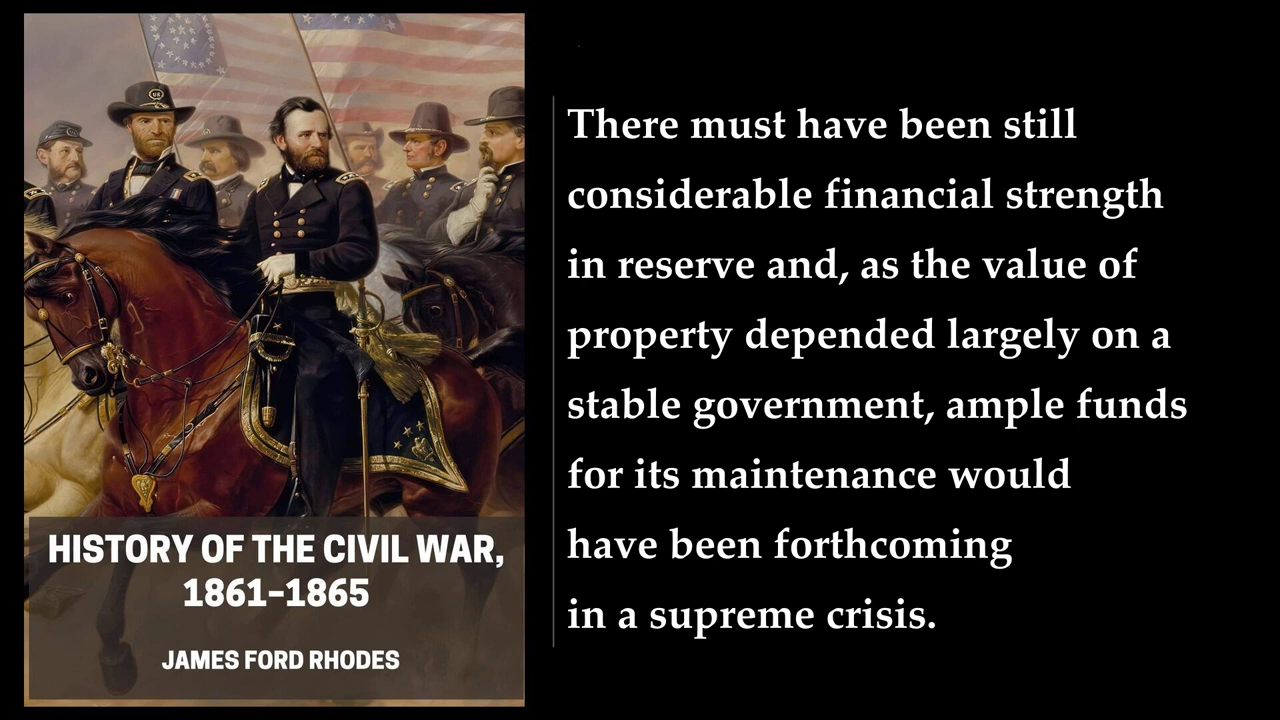 HISTORY OF THE CIVIL WAR,
1861–1865
JAMES FORD RHODES
There must have been still
considerable financial strength
in reserve and, as the value of
property depended largely on a
stable government, ample funds
for its maintenance would
have been forthcoming
in a supreme crisis.